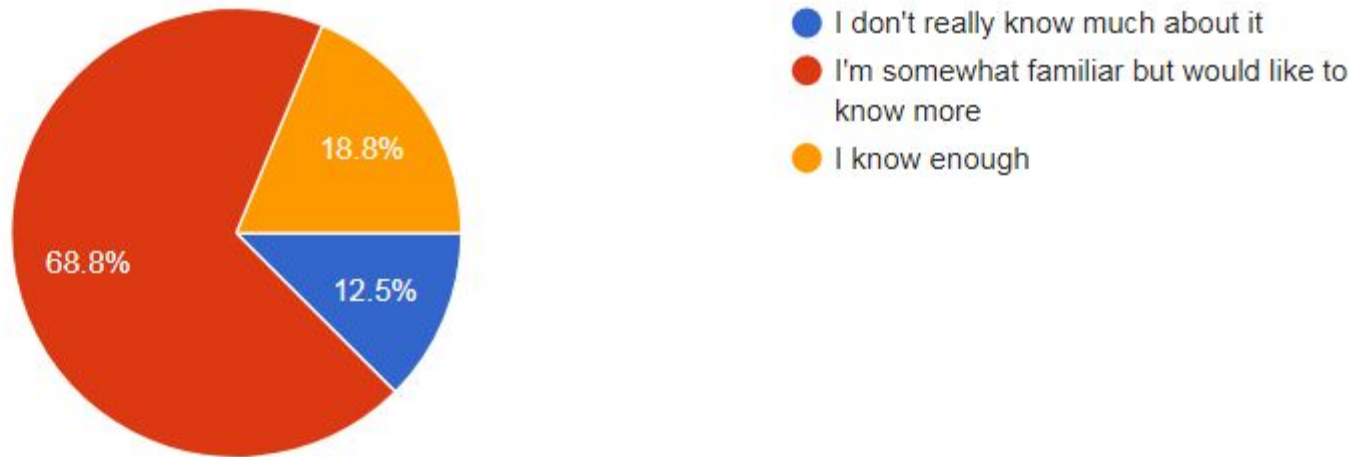 I don't really know much about it
I'm somewhat familiar but would like to
know more
I know enough
18.8%
68.8%
12.5%